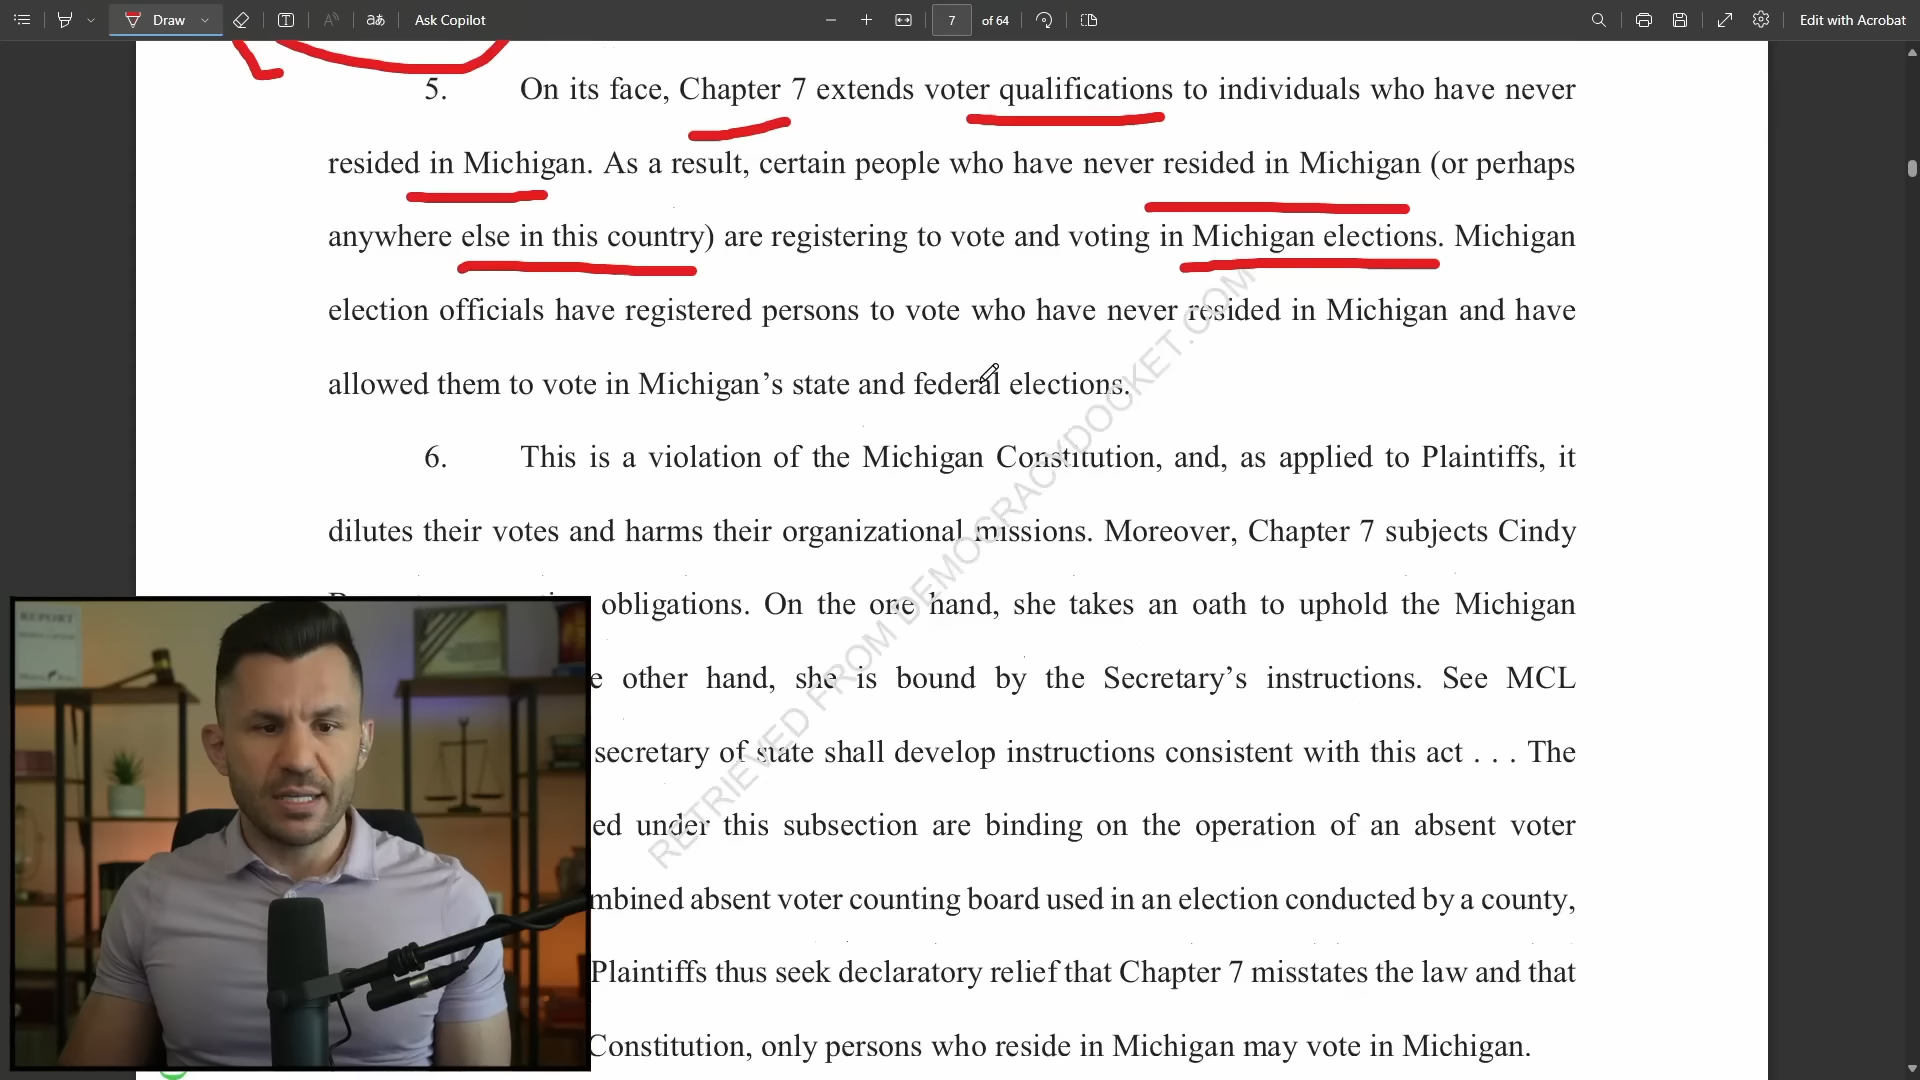 Draw
Ask Copilot
7 of 64
Edit with Acrobat
5. On its face, Chapter 7 extends voter qualifications to individuals who have never
resided in Michigan. As a result, certain people who have never resided in Michigan (or perhaps
anywhere else in this country) are registering to vote and voting in Michigan elections. Michigan
election officials have registered persons to vote who have never resided in Michigan and have
allowed them to vote in Michigan’s state and federal elections.
6. This is a violation of the Michigan Constitution, and, as applied to Plaintiffs, it
dilutes their votes and harms their organizational missions. Moreover, Chapter 7 subjects Cindy
obligations. On the one hand, she takes an oath to uphold the Michigan
other hand, she is bound by the Secretary’s instructions. See MCL
secretary of state shall develop instructions consistent with this act . . . The
under this subsection are binding on the operation of an absent voter
absent voter counting board used in an election conducted by a county,
Plaintiffs thus seek declaratory relief that Chapter 7 misstates the law and that
Constitution, only persons who reside in Michigan may vote in Michigan.
RETRIEVED FROM DEMOCRACYDOCKET.COM
REPORT